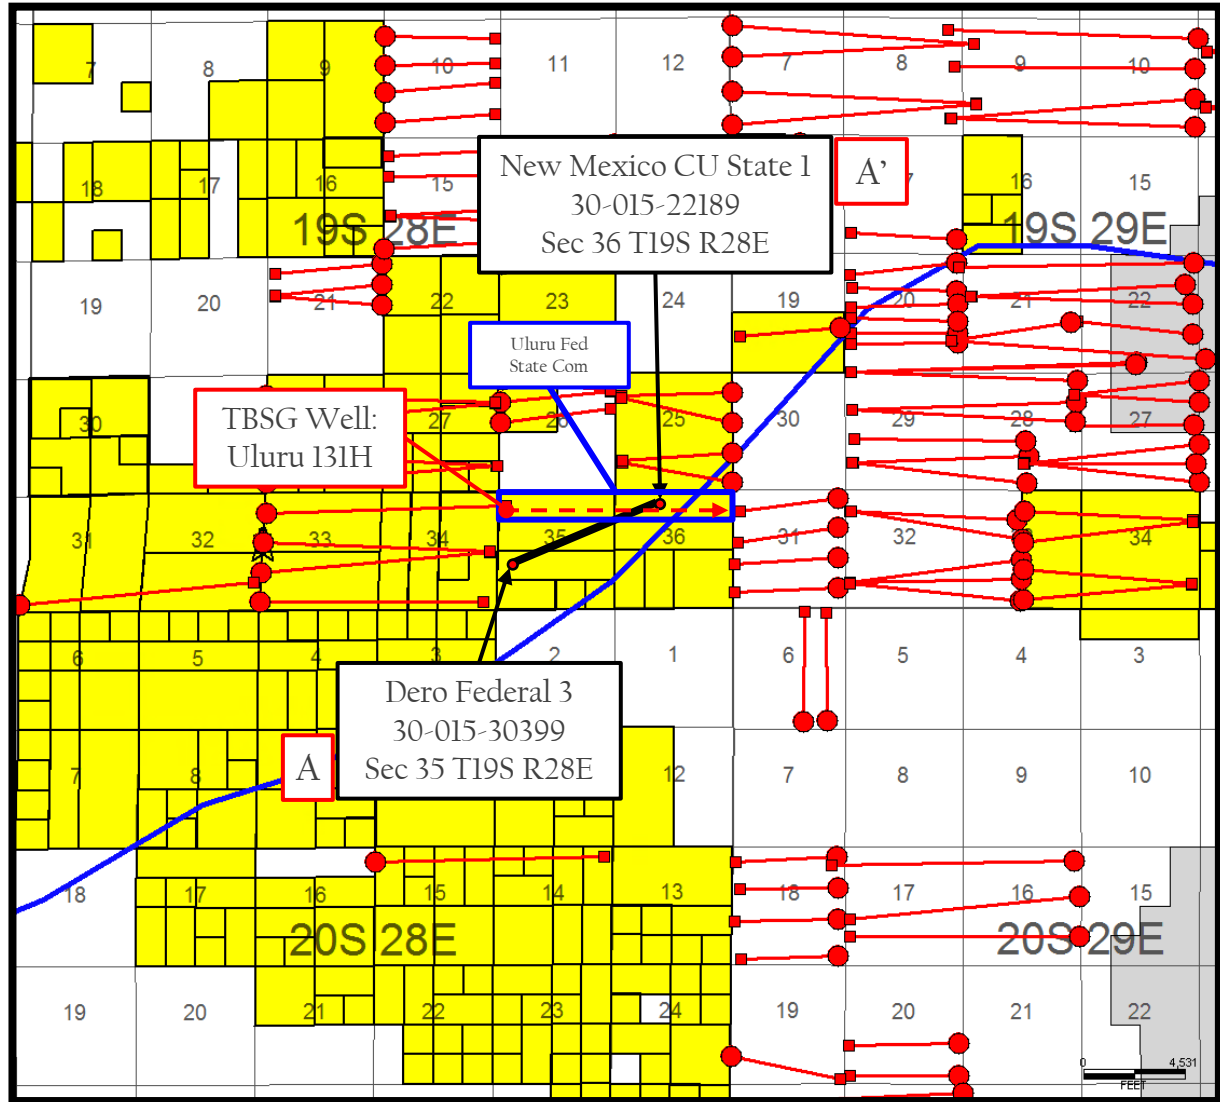 7 8 9 10 11 12 7 8 9 10
New Mexico CU State 1
30-015-22189
Sec 36 T19S R28E
A'
18 17 16 15 7 16 15
19S 28E 19S 29E
19 20 21 22 23 24 19 20 21 22
Uluru Fed
State Com
30 27 26 25 30 29 28 27
TBSG Well:
Uluru 131H
31 32 33 34 35 36 31 32 34
6 5 4 3 2 1 6 5 4 3
Dero Federal 3
30-015-30399
Sec 35 T19S R28E
A
7 8 12 7 8 9 10
18 17 16 15 14 13 18 17 16 15
20S 28E 20S 29E
19 20 21 22 23 24 19 20 21 22
0 4,531
FEET